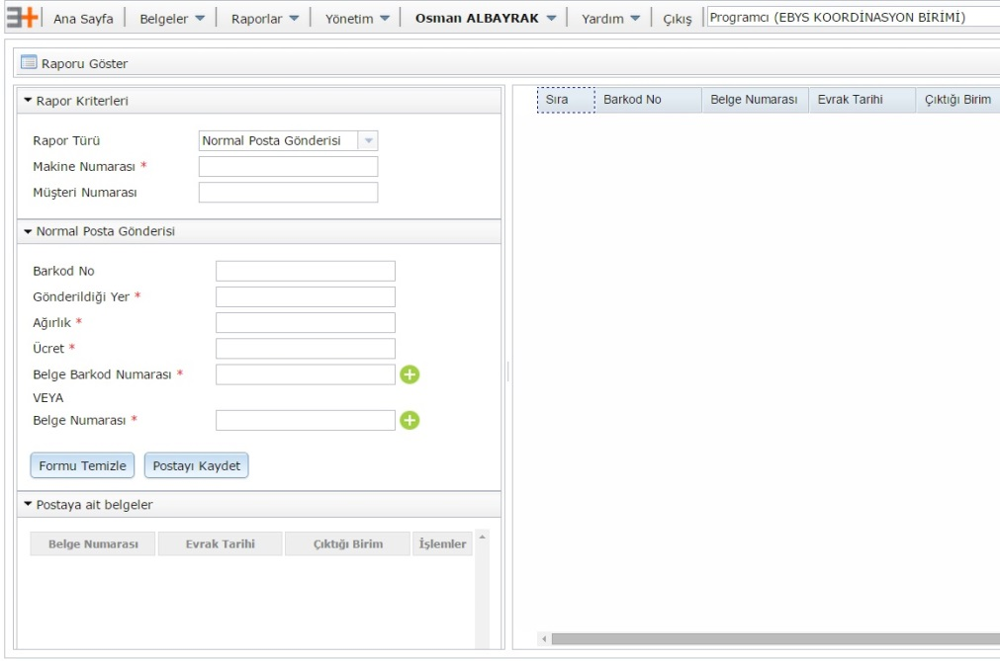 Ana Sayfa Belgeler Raporlar Yönetim Osman ALBAYRAK Yardım Çıkış Programcı (EBYS KOORDİNASYON BİRİMİ)
Raporu Göster
Rapor Kriterleri
Rapor Türü Normal Posta Gönderisi
Makine Numarası *
Müşteri Numarası
Normal Posta Gönderisi
Barkod No
Gönderildiği Yer *
Ağırlık *
Ücret *
Belge Barkod Numarası *
VEYA
Belge Numarası *
Formu Temizle Postayı Kaydet
Postaya ait belgeler
Belge Numarası Evrak Tarihi Çıktığı Birim İşlemler
Sıra Barkod No Belge Numarası Evrak Tarihi Çıktığı Birim